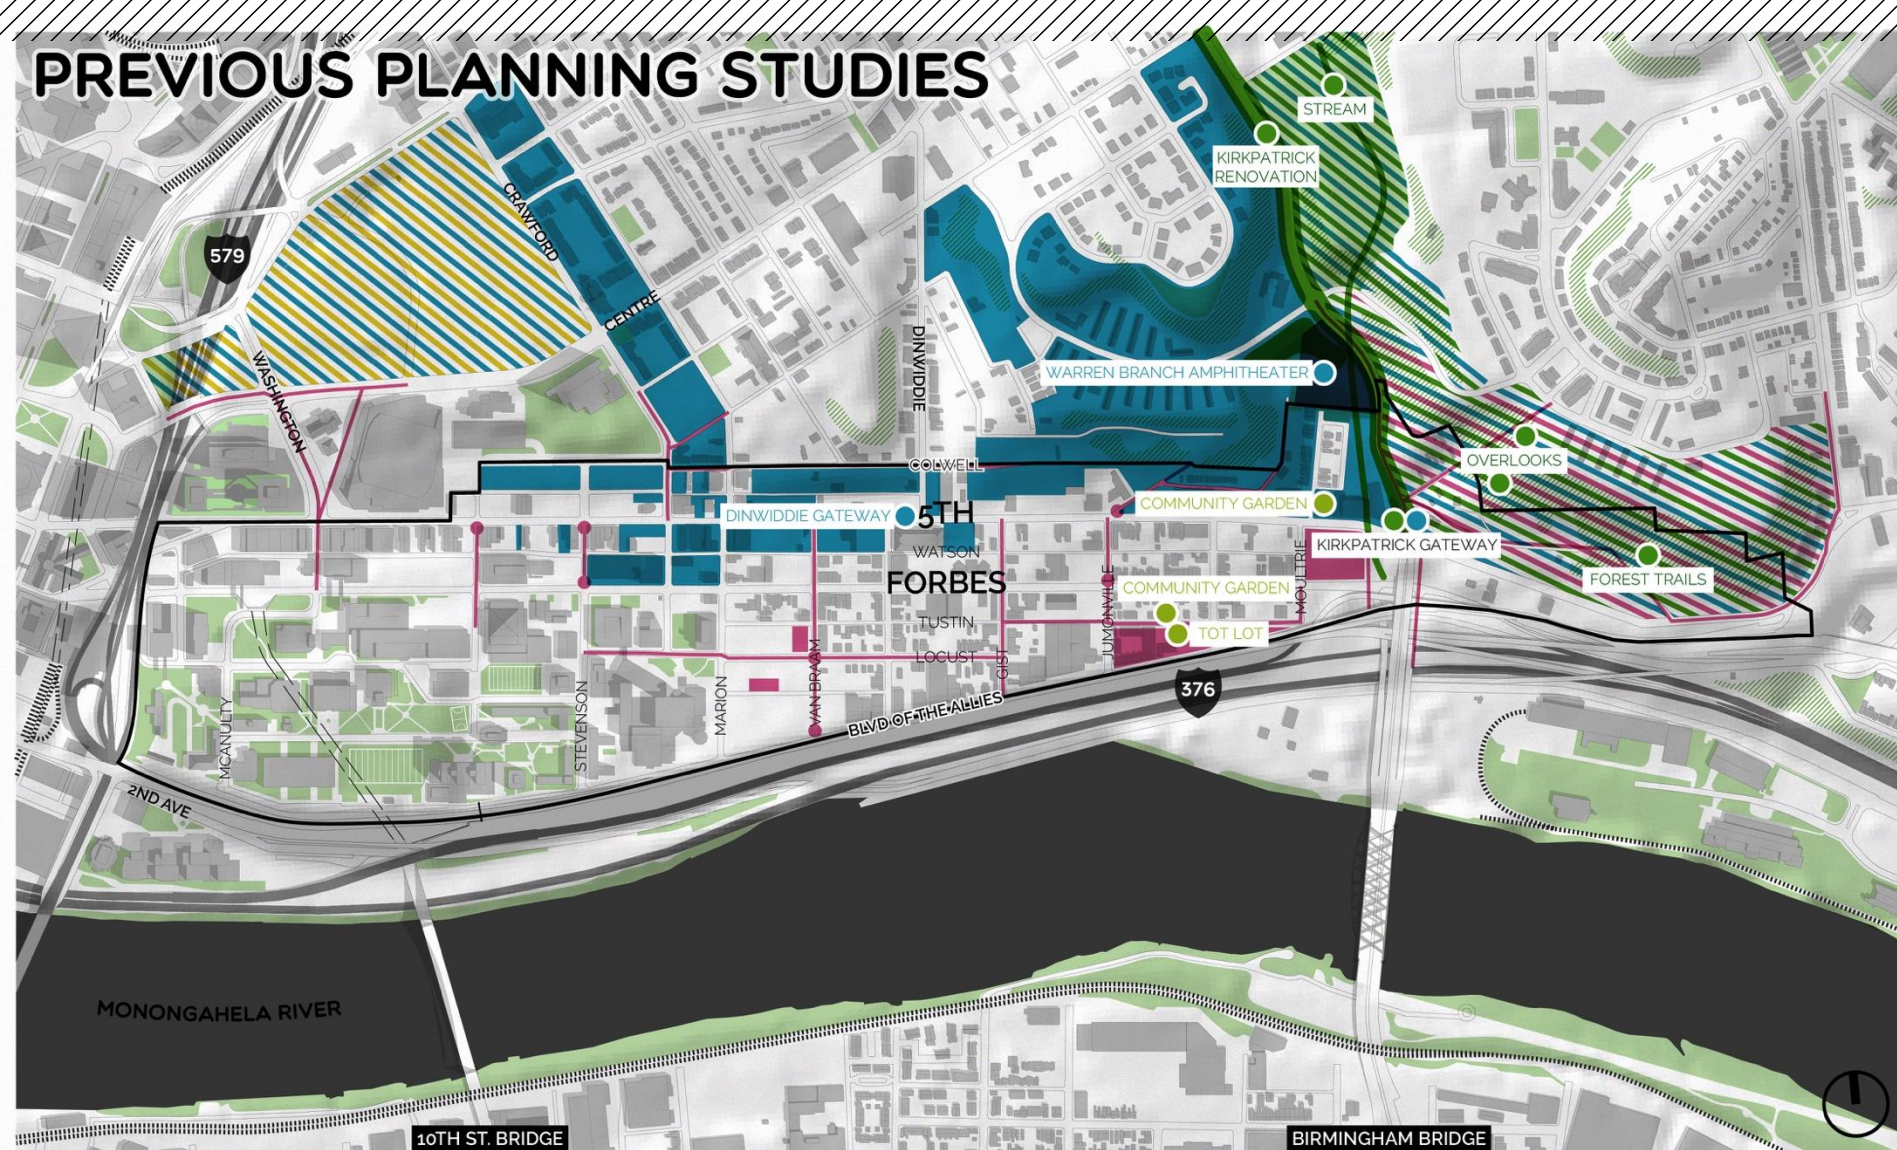 PREVIOUS PLANNING STUDIES
STREAM
KIRKPATRICK
RENOVATION
CRAWFORD
579
CENTRE
WASHINGTON
DINWIDDIE
WARREN BRANCH AMPHITHEATER
OVERLOOKS
COLWELL
COMMUNITY GARDEN
DINWIDDIE GATEWAY
5TH
KIRKPATRICK GATEWAY
WATSON
MOULTRIE
FORBES
FOREST TRAILS
COMMUNITY GARDEN
JUMONVILLE
TUSTIN
TOT LOT
LOCUST
GIST
VAN BRAAM
MARION
STEVENSON
MCANULTY
376
BLVD OF THE ALLIES
2ND AVE
MONONGAHELA RIVER
10TH ST. BRIDGE
BIRMINGHAM BRIDGE